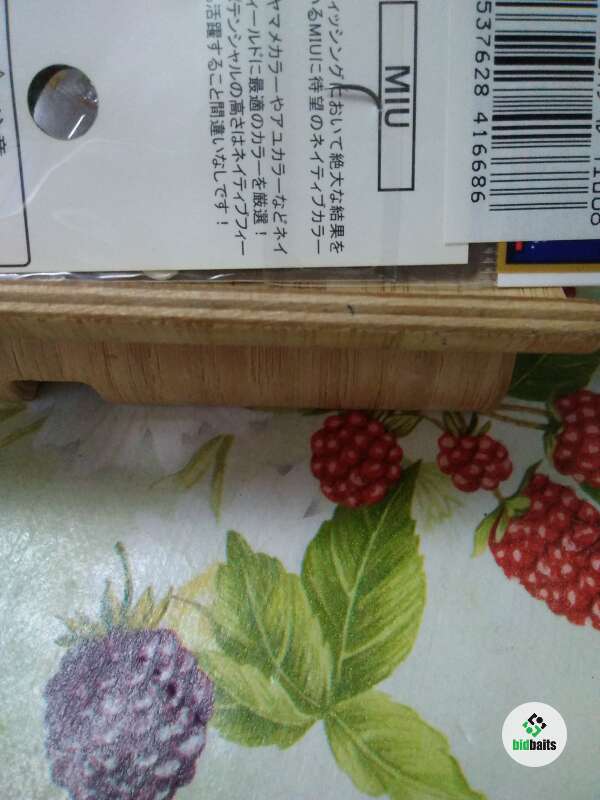 537628 416686
MIU
ィッシングにおいて絶大な結果を
いるMIUに待望のネイティブカラー
ヤマメカラーやアユカラーなどネイ
ィールドに最適のカラーを厳選！
テンシャルの高さはネイティブフィー
活躍すること間違いなしです！
bidbaits